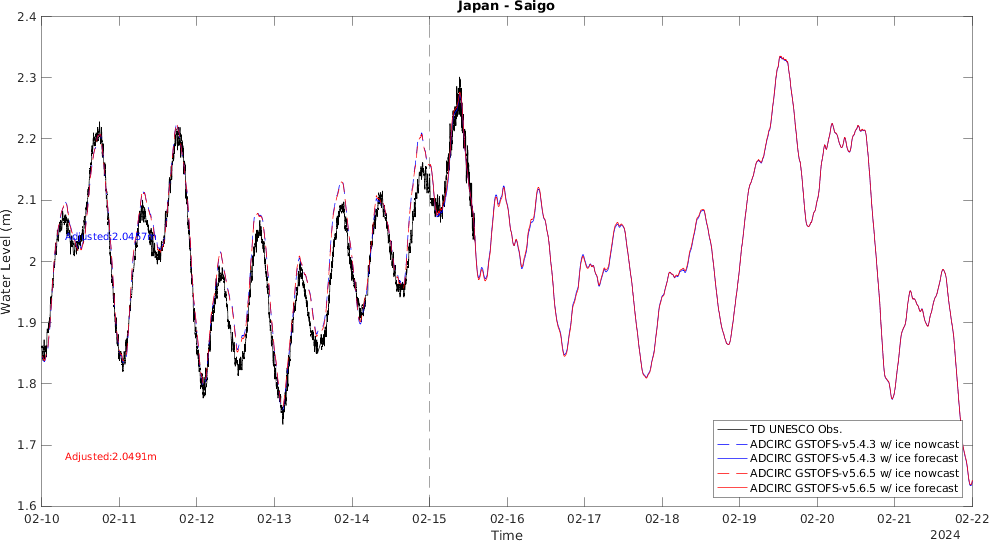 Japan - Saigo
Water Level (m)
2.4
2.3
2.2
2.1
2
1.9
1.8
1.7
1.6
Adjusted:2.0491m
TD UNESCO Obs.
ADCIRC GSTOFS-v5.4.3 w/ ice nowcast
ADCIRC GSTOFS-v5.4.3 w/ ice forecast
ADCIRC GSTOFS-v5.6.5 w/ ice nowcast
ADCIRC GSTOFS-v5.6.5 w/ ice forecast
02-10 02-11 02-12 02-13 02-14 02-15 02-16 02-17 02-18 02-19 02-20 02-21 02-22
Time
2024